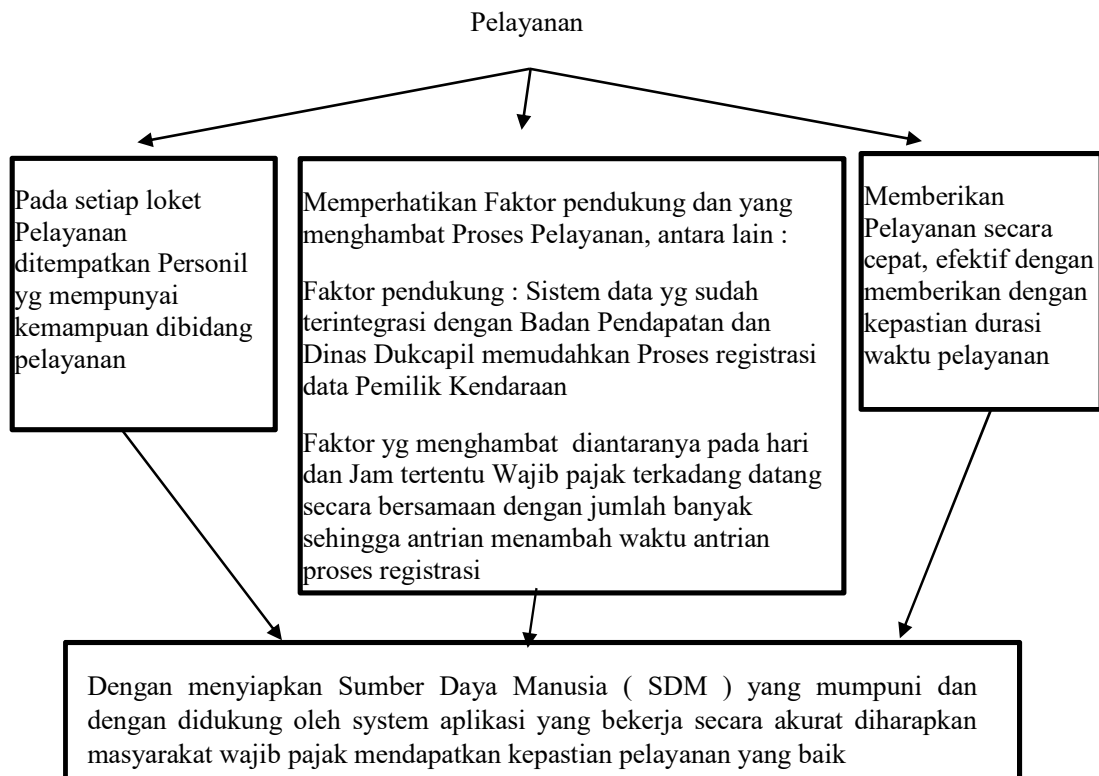 Pelayanan
Pada setiap loket
Pelayanan
ditempatkan Personil
yg mempunyai
kemampuan dibidang
pelayanan
Memperhatikan Faktor pendukung dan yang
menghambat Proses Pelayanan, antara lain :
Faktor pendukung : Sistem data yg sudah
terintegrasi dengan Badan Pendapatan dan
Dinas Dukcapil memudahkan Proses registrasi
data Pemilik Kendaraan
Faktor yg menghambat  diantaranya pada hari
dan Jam tertentu Wajib pajak terkadang datang
secara bersamaan dengan jumlah banyak
sehingga antrian menambah waktu antrian
proses registrasi
Memberikan
Pelayanan secara
cepat, efektif dengan
memberikan dengan
kepastian durasi
waktu pelayanan
Dengan menyiapkan Sumber Daya Manusia ( SDM ) yang mumpuni dan
dengan didukung oleh system aplikasi yang bekerja secara akurat diharapkan
masyarakat wajib pajak mendapatkan kepastian pelayanan yang baik